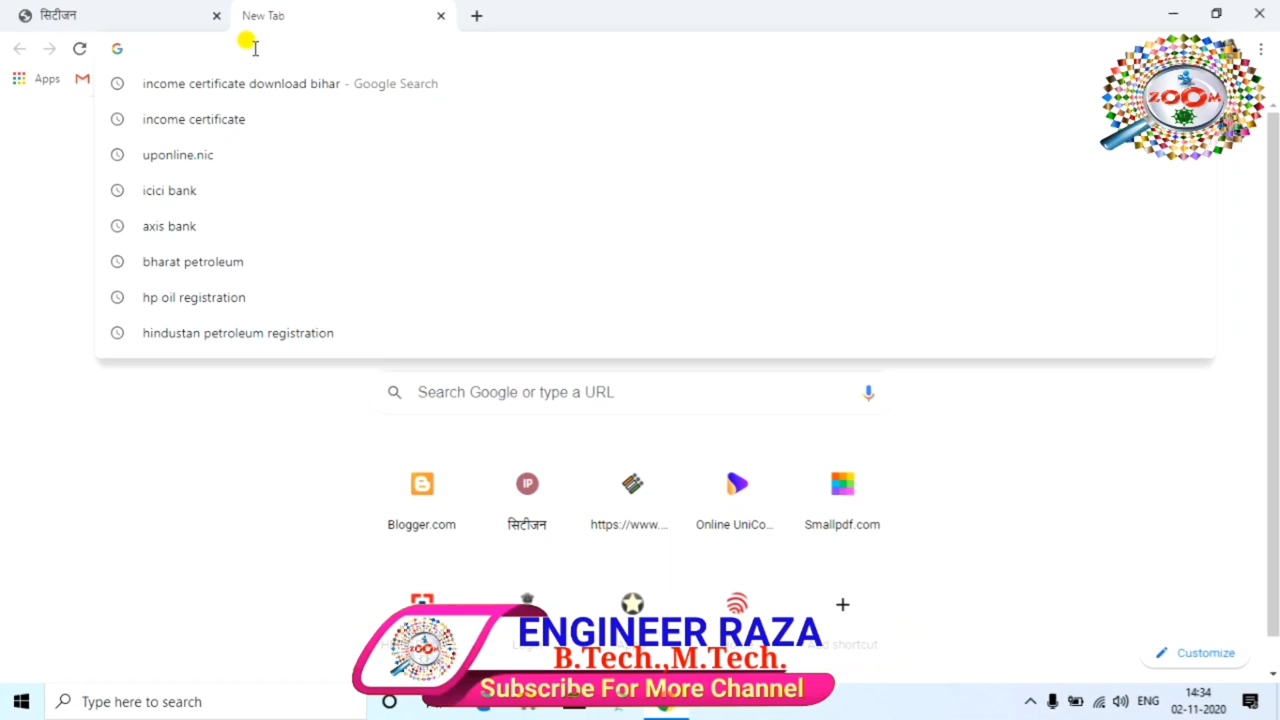 सिटीजन
New Tab
Apps
income certificate download bihar - Google Search
income certificate
uponline.nic
icici bank
axis bank
bharat petroleum
hp oil registration
hindustan petroleum registration
ZOOM
Search Google or type a URL
Blogger.com
IP
सिटीजन
https://www....
Online UniCo...
Smallpdf.com
ENGINEER RAZA
B.Tech.,M.Tech.
Subscribe For More Channel
Add shortcut
Customize
Type here to search
ENG
14:34
02-11-2020